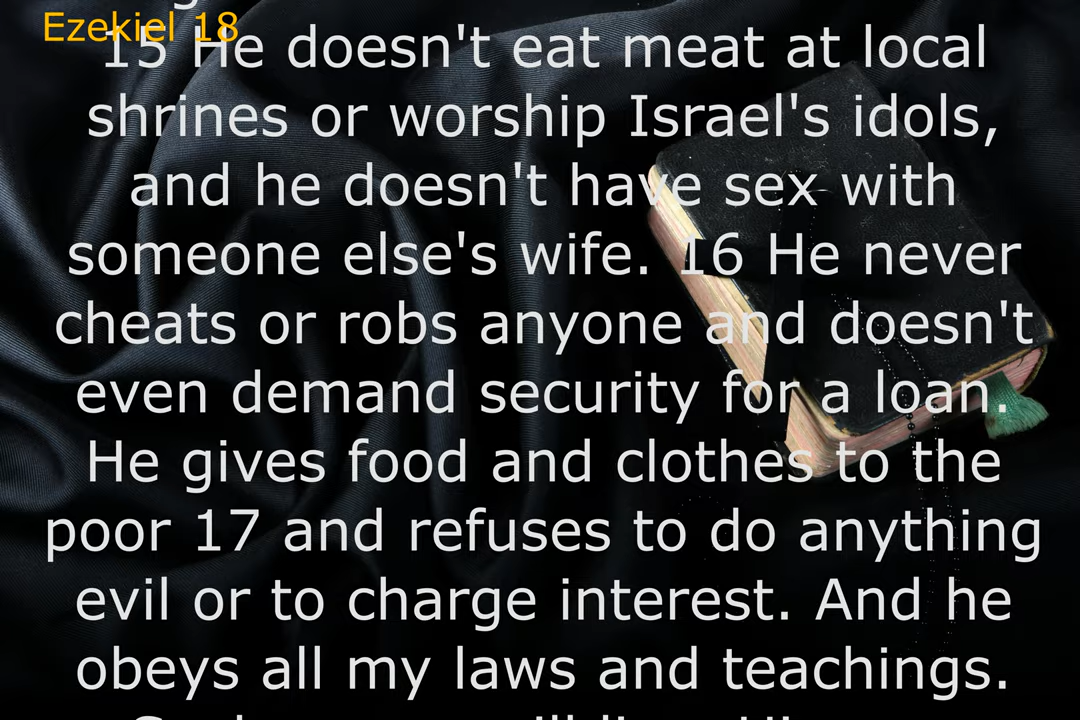 Ezekiel 18
15 He doesn't eat meat at local
shrines or worship Israel's idols,
and he doesn't have sex with
someone else's wife. 16 He never
cheats or robs anyone and doesn't
even demand security for a loan.
He gives food and clothes to the
poor 17 and refuses to do anything
evil or to charge interest. And he
obeys all my laws and teachings.